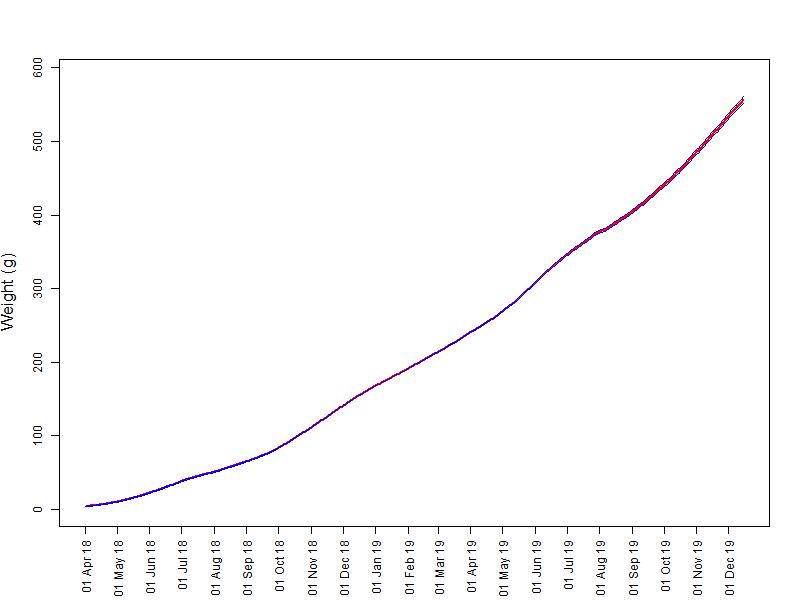 Weight (g)
600
500
400
300
200
100
0
01 Apr 18
01 May 18
01 Jun 18
01 Jul 18
01 Aug 18
01 Sep 18
01 Oct 18
01 Nov 18
01 Dec 18
01 Jan 19
01 Feb 19
01 Mar 19
01 Apr 19
01 May 19
01 Jun 19
01 Jul 19
01 Aug 19
01 Sep 19
01 Oct 19
01 Nov 19
01 Dec 19